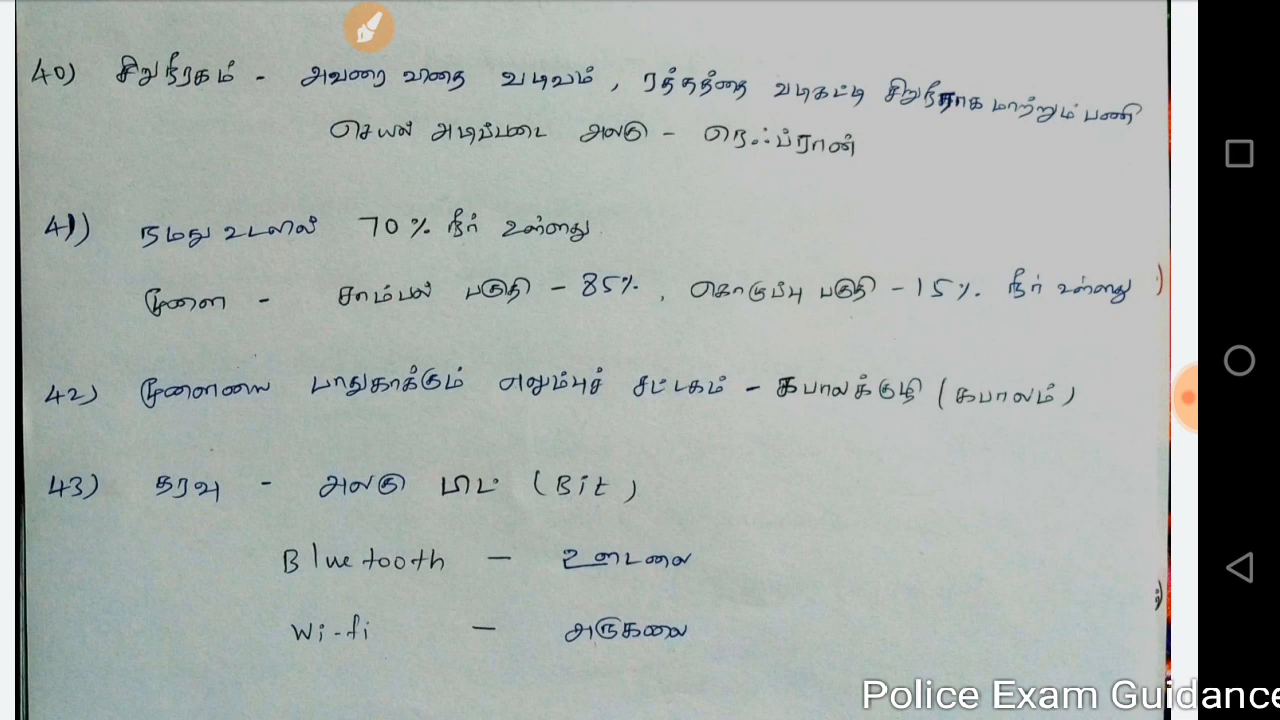 40) சிறுநீரகம் - அவரை விதை வடிவம் , ரத்தத்தை வடிகட்டி சிறுநீராக மாற்றும் பணி
செயல் அடிப்படை அலகு - நெஃப்ரான்
41) நமது உடலில் 70% நீர் உள்ளது
மூளை - சாம்பல் பகுதி - 85% , கொழுப்பு பகுதி - 15% நீர் உள்ளது
42) மூளையை பாதுகாக்கும் எலும்புச் சட்டகம் - கபாலக்குழி (கபாலம்)
43) தரவு - அலகு பிட் (Bit)
Bluetooth - ஊடலை
Wi-fi - அருகலை
Police Exam Guidance